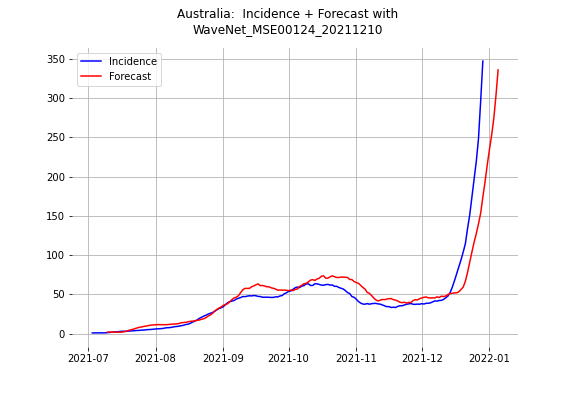 Australia:  Incidence + Forecast with
WaveNet_MSE00124_20211210
Incidence
Forecast
350
300
250
200
150
100
50
0
2021-07 2021-08 2021-09 2021-10 2021-11 2021-12 2022-01